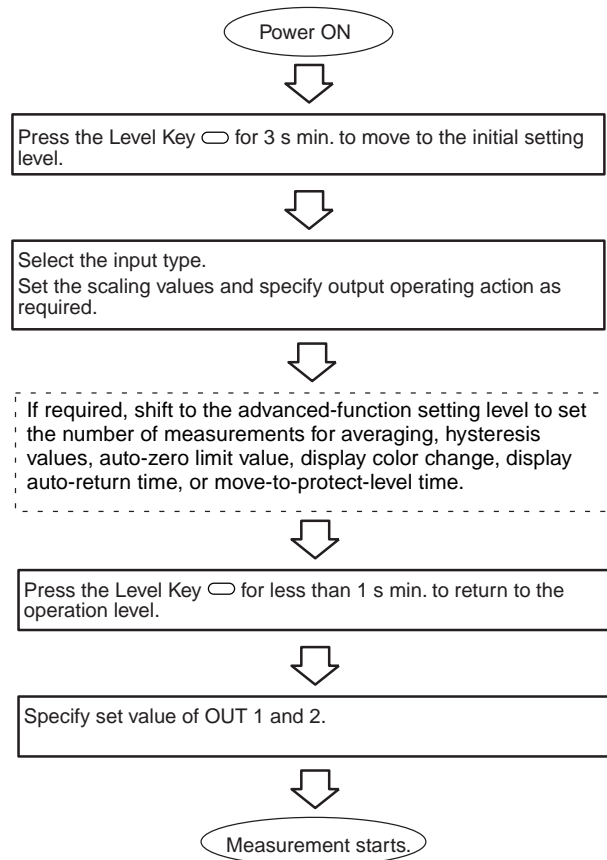 Power ON
Press the Level Key for 3 s min. to move to the initial setting
level.
Select the input type.
Set the scaling values and specify output operating action as
required.
If required, shift to the advanced-function setting level to set
the number of measurements for averaging, hysteresis
values, auto-zero limit value, display color change, display
auto-return time, or move-to-protect-level time.
Press the Level Key for less than 1 s min. to return to the
operation level.
Specify set value of OUT 1 and 2.
Measurement starts.